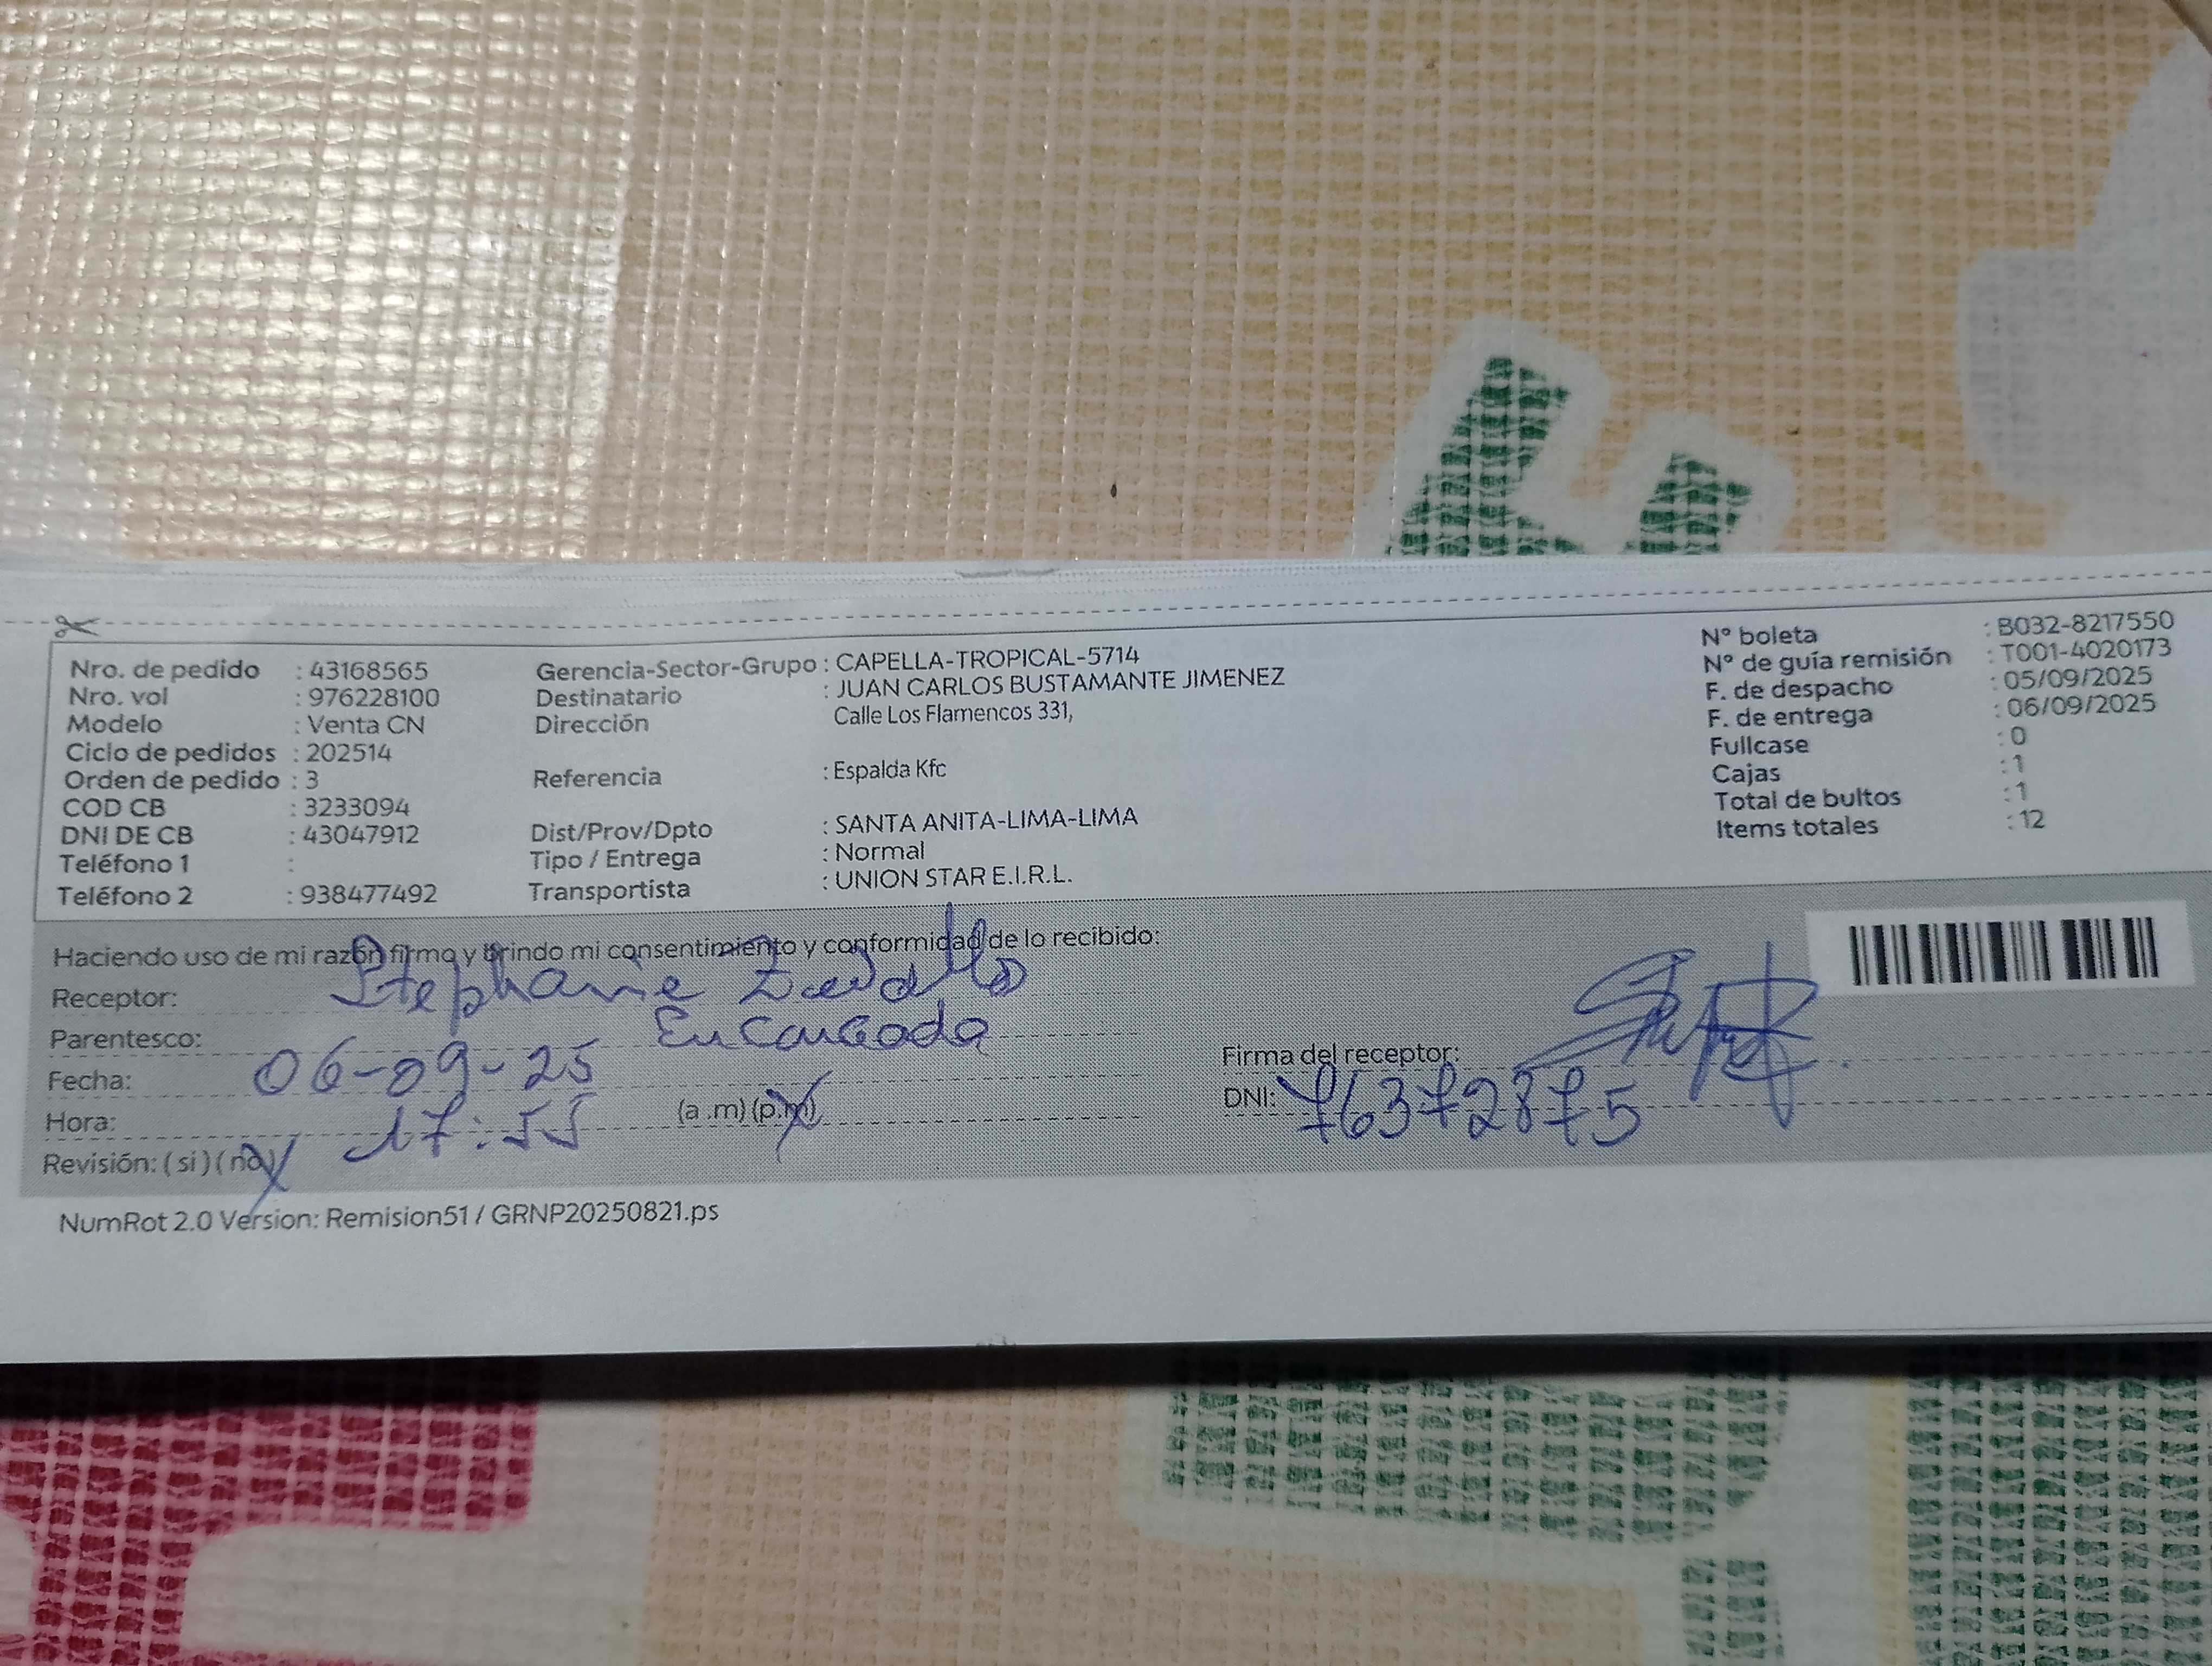 Nro. de pedido : 43168565
Nro. vol : 976228100
Modelo : Venta CN
Ciclo de pedidos : 202514
Orden de pedido : 3
COD CB : 3233094
DNI DE CB : 43047912
Teléfono 1 :
Teléfono 2 : 938477492
Gerencia-Sector-Grupo : CAPELLA-TROPICAL-5714
Destinatario : JUAN CARLOS BUSTAMANTE JIMENEZ
Dirección Calle Los Flamencos 331,
Referencia : Espalda Kfc
Dist/Prov/Dpto : SANTA ANITA-LIMA-LIMA
Tipo / Entrega : Normal
Transportista : UNION STAR E.I.R.L.
N° boleta : B032-8217550
N° de guía remisión : T001-4020173
F. de despacho : 05/09/2025
F. de entrega : 06/09/2025
Fullcase : 0
Cajas : 1
Total de bultos : 1
Items totales : 12
Haciendo uso de mi razón firmo y brindo mi consentimiento y conformidad de lo recibido:
Receptor: Stephanie
Parentesco: Encargada
Fecha: 06-09-25
Hora: 17:55 (a .m) (p.m)
Revisión: ( si ) ( no )
Firma del receptor:
DNI: 76372875
NumRot 2.0 Version: Remision51 / GRNP20250821.ps